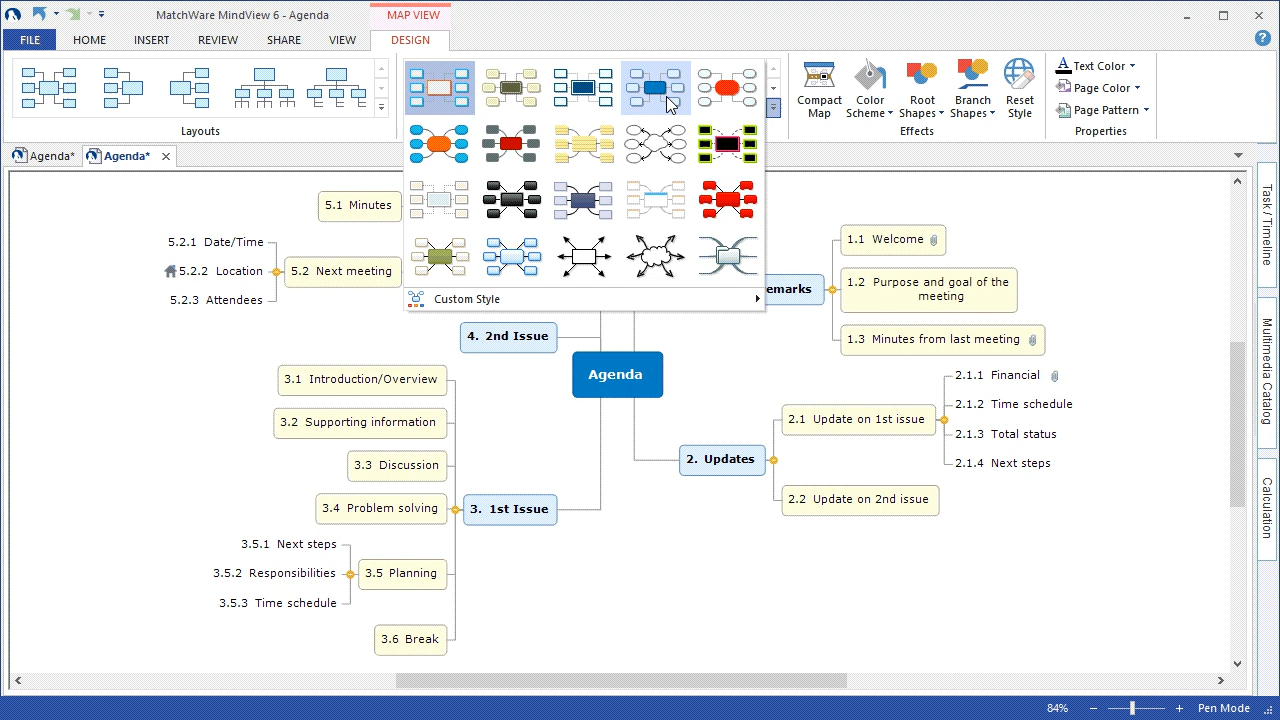 MatchWare MindView 6 - Agenda
MAP VIEW
FILE
HOME
INSERT
REVIEW
SHARE
VIEW
DESIGN
Layouts
Compact
Map
Color
Scheme
Root
Shapes
Branch
Shapes
Reset
Style
Effects
Text Color
Page Color
Page Pattern
Properties
Agenda*
Agenda*
Custom Style
5.1 Minutes
5.2.1 Date/Time
5.2.2 Location
5.2.3 Attendees
5.2 Next meeting
4. 2nd Issue
Agenda
emarks
1.1 Welcome
1.2 Purpose and goal of the
meeting
1.3 Minutes from last meeting
2. Updates
2.1 Update on 1st issue
2.1.1 Financial
2.1.2 Time schedule
2.1.3 Total status
2.1.4 Next steps
2.2 Update on 2nd issue
3. 1st Issue
3.1 Introduction/Overview
3.2 Supporting information
3.3 Discussion
3.4 Problem solving
3.5 Planning
3.5.1 Next steps
3.5.2 Responsibilities
3.5.3 Time schedule
3.6 Break
Task / Timeline
Multimedia Catalog
Calculation
84%
Pen Mode